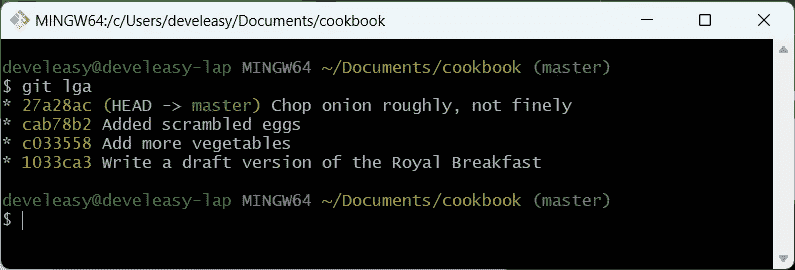 MINGW64:/c/Users/develeasy/Documents/cookbook
develeasy@develeasy-lap MINGW64 ~/Documents/cookbook (master)
$ git lga
* 27a28ac (HEAD -> master) Chop onion roughly, not finely
* cab78b2 Added scrambled eggs
* c033558 Add more vegetables
* 1033ca3 Write a draft version of the Royal Breakfast
develeasy@develeasy-lap MINGW64 ~/Documents/cookbook (master)
$